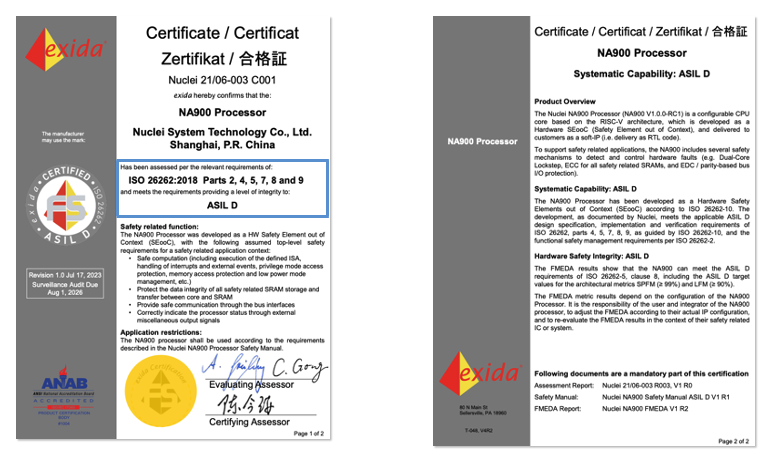 exida
Certificate / Certificat
Zertifikat / 合格証
Nuclei 21/06-003 C001
exida hereby confirms that the:
NA900 Processor
Nuclei System Technology Co., Ltd.
Shanghai, P.R. China
The manufacturer
may use the mark:
CERTIFIED
exida
ISO 26262
FS
ASIL D
Revision 1.0 Jul 17, 2023
Surveillance Audit Due
Aug 1, 2026
ANAB
ANSI National Accreditation Board
ACCREDITED
PRODUCT CERTIFICATION
BODY
Has been assessed per the relevant requirements of:
ISO 26262:2018 Parts 2, 4, 5, 7, 8 and 9
and meets the requirements providing a level of integrity to:
ASIL D
Safety related function:
The NA900 Processor was developed as a HW Safety Element out of
Context (SEooC), with the following assumed top-level safety
requirements for a safety related application context:
• Safe computation (including execution of the defined ISA,
handling of interrupts and external events, privilege mode access
protection, memory access protection and low power mode
management, etc.)
• Protect the data integrity of all safety related SRAM storage and
transfer between core and SRAM
• Provide safe communication through the bus interfaces
• Correctly indicate the processor status through external
miscellaneous output signals
Application restrictions:
The NA900 processor shall be used according to the requirements
described in the Nuclei NA900 Processor Safety Manual.
C. Gong
Evaluating Assessor
Certifying Assessor
Page 1 of 2
Certificate / Certificat / Zertifikat / 合格証
NA900 Processor
Systematic Capability: ASIL D
NA900 Processor
Product Overview
The Nuclei NA900 Processor (NA900 V1.0.0-RC1) is a configurable CPU
core based on the RISC-V architecture, which is developed as a
Hardware SEooC (Safety Element out of Context), and delivered to
customers as a soft-IP (i.e. delivery as RTL code).
To support safety related applications, the NA900 includes several safety
mechanisms to detect and control hardware faults (e.g. Dual-Core
Lockstep, ECC for all safety related SRAMs, and EDC / parity-based bus
I/O protection).
Systematic Capability: ASIL D
The NA900 Processor has been developed as a Hardware Safety
Elements out of Context (SEooC) according to ISO 26262-10. The
development, as documented by Nuclei, meets the applicable ASIL D
design specification, implementation and verification requirements of
ISO 26262, parts 4, 5, 7, 8, 9, as guided by ISO 26262-10, and the
functional safety management requirements per ISO 26262-2.
Hardware Safety Integrity: ASIL D
The FMEDA results show that the NA900 can meet the ASIL D
requirements of ISO 26262-5, clause 8, including the ASIL D target
values for the architectural metrics SPFM (≥ 99%) and LFM (≥ 90%).
The FMEDA metric results depend on the configuration of the NA900
Processor. It is the responsibility of the user and integrator of the NA900
Processor, to adjust the FMEDA according to their actual IP configuration,
and to re-evaluate the FMEDA results in the context of their safety related
IC or system.
exida
80 N Main St
Sellersville, PA 18960
T-049, V4R2
Following documents are a mandatory part of this certification
Assessment Report: Nuclei 21/06-003 R003, V1 R0
Safety Manual: Nuclei NA900 Safety Manual ASIL D V1 R1
FMEDA Report: Nuclei NA900 FMEDA V1 R2
Page 2 of 2